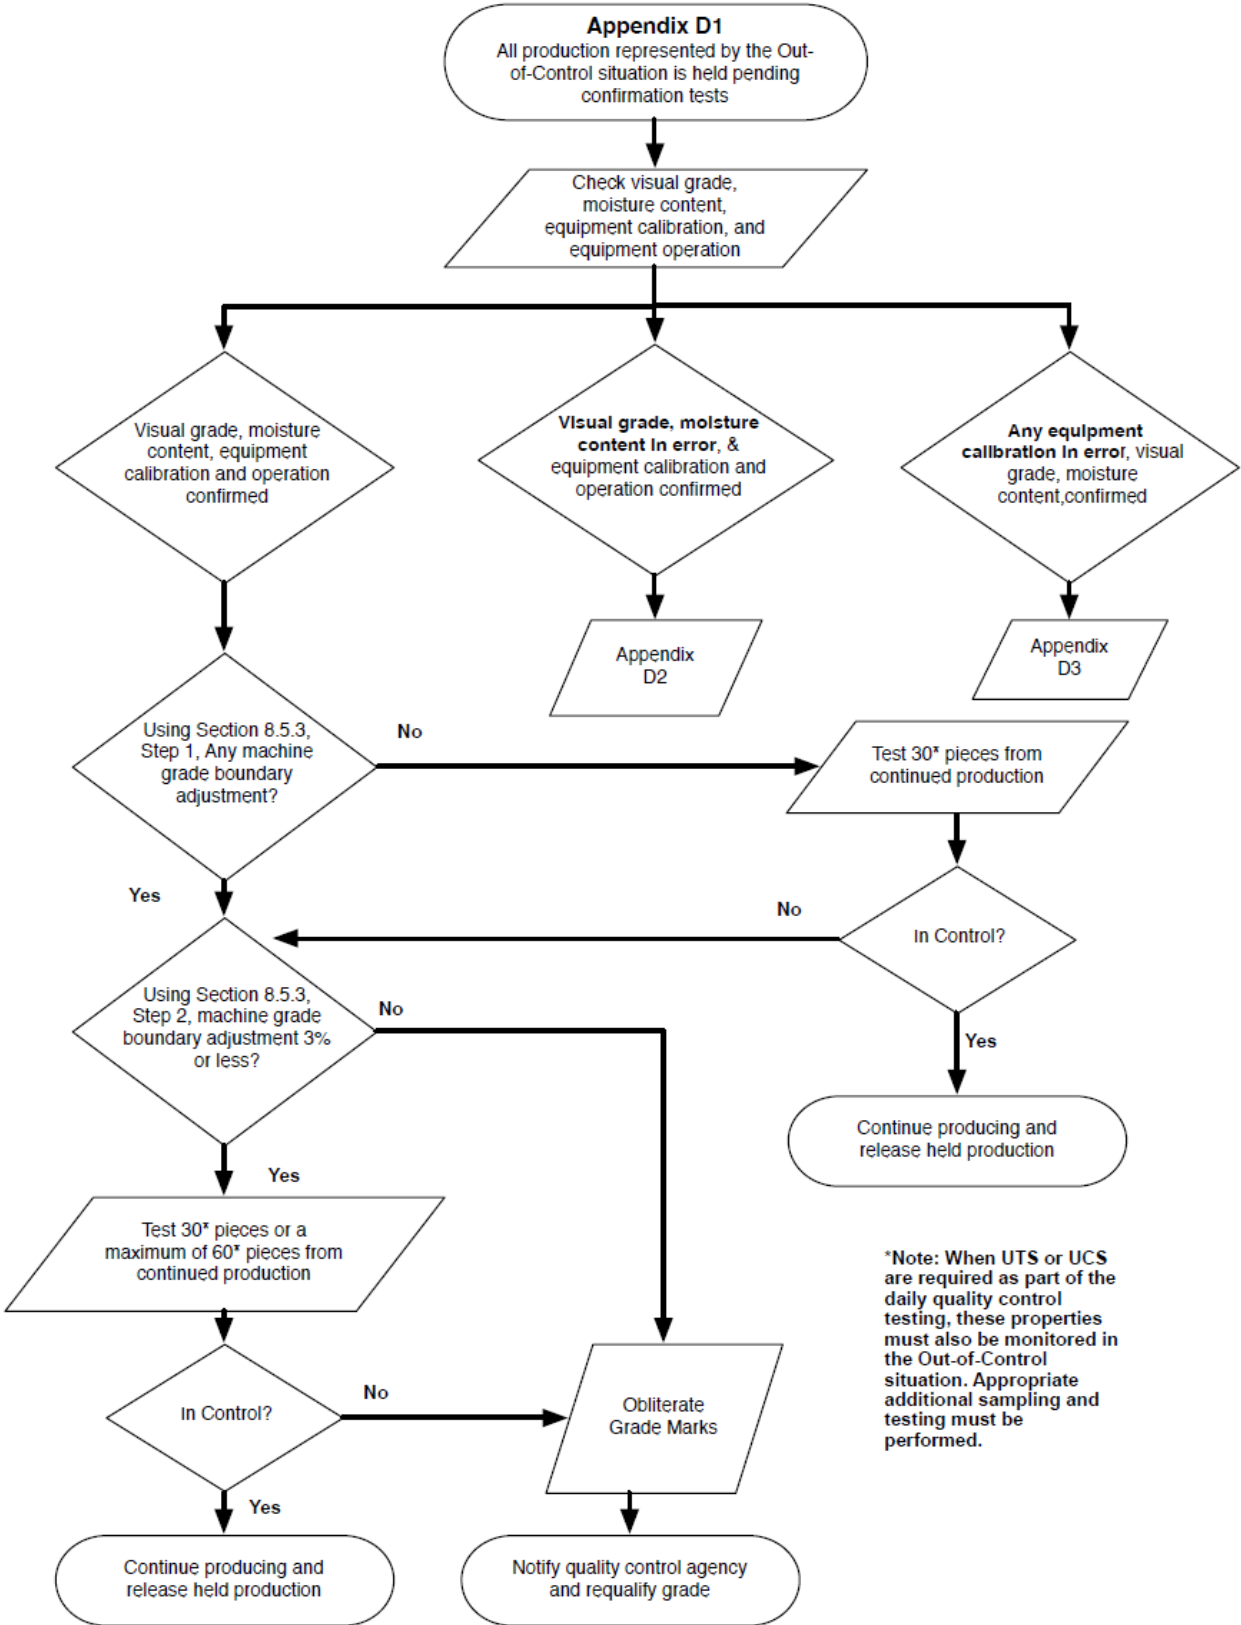 Appendix D1
All production represented by the Out-
of-Control situation is held pending
confirmation tests
Check visual grade,
moisture content,
equipment calibration, and
equipment operation
Visual grade, moisture
content, equipment
calibration and operation
confirmed
Visual grade, moisture
content in error, &
equipment calibration and
operation confirmed
Any equipment
calibration in error, visual
grade, moisture
content,confirmed
Appendix
D2
Appendix
D3
Using Section 8.5.3,
Step 1, Any machine
grade boundary
adjustment?
No
Test 30* pieces from
continued production
Yes
No
In Control?
Using Section 8.5.3,
Step 2, machine grade
boundary adjustment 3%
or less?
No
Yes
Continue producing and
release held production
Yes
Test 30* pieces or a
maximum of 60* pieces from
continued production
*Note: When UTS or UCS
are required as part of the
daily quality control
testing, these properties
must also be monitored in
the Out-of-Control
situation. Appropriate
additional sampling and
testing must be
performed.
In Control?
No
Obliterate
Grade Marks
Yes
Continue producing and
release held production
Notify quality control agency
and requalify grade